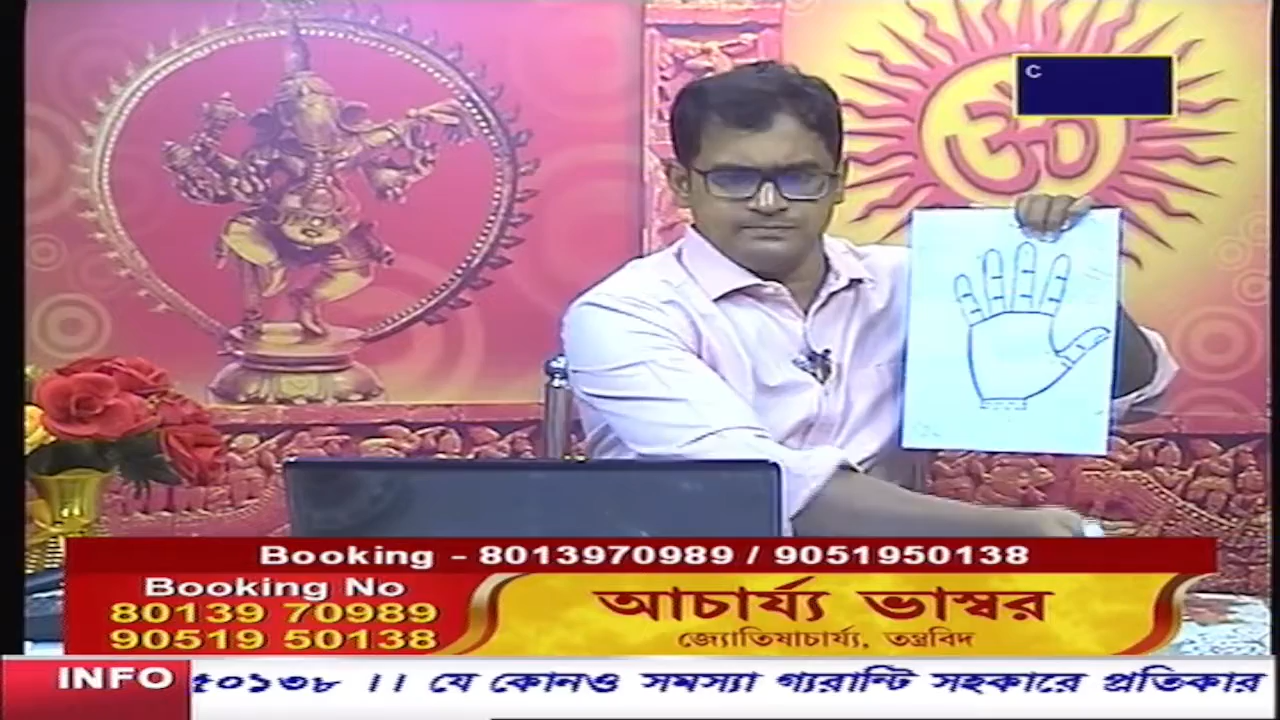 C
Booking - 8013970989 / 9051950138
Booking No
80139 70989
90519 50138
আচার্য্য ভাস্বর
জ্যোতিষাচার্য্য, তন্ত্রবিদ
INFO ৫০১৩৮ ।। যে কোনও সমস্যা গ্যরান্টি সহকারে প্রতিকার